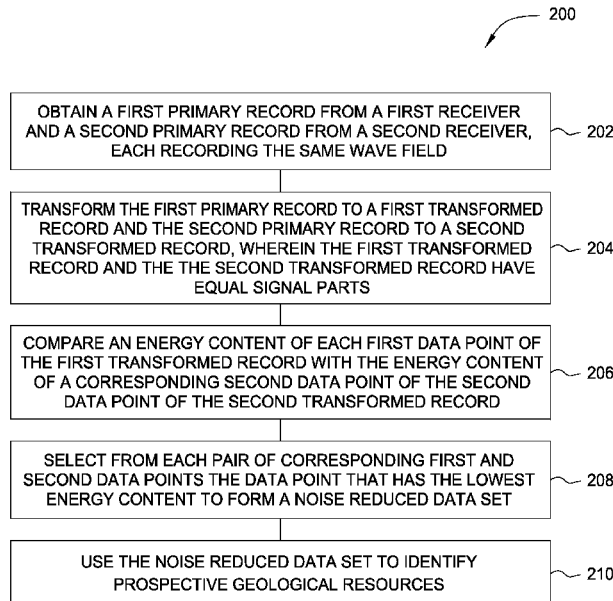 200
OBTAIN A FIRST PRIMARY RECORD FROM A FIRST RECEIVER
AND A SECOND PRIMARY RECORD FROM A SECOND RECEIVER,
EACH RECORDING THE SAME WAVE FIELD
202
TRANSFORM THE FIRST PRIMARY RECORD TO A FIRST TRANSFORMED
RECORD AND THE SECOND PRIMARY RECORD TO A SECOND
TRANSFORMED RECORD, WHEREIN THE FIRST TRANSFORMED
RECORD AND THE THE SECOND TRANSFORMED RECORD HAVE
EQUAL SIGNAL PARTS
204
COMPARE AN ENERGY CONTENT OF EACH FIRST DATA POINT OF
THE FIRST TRANSFORMED RECORD WITH THE ENERGY CONTENT
OF A CORRESPONDING SECOND DATA POINT OF THE SECOND
DATA POINT OF THE SECOND TRANSFORMED RECORD
206
SELECT FROM EACH PAIR OF CORRESPONDING FIRST AND
SECOND DATA POINTS THE DATA POINT THAT HAS THE LOWEST
ENERGY CONTENT TO FORM A NOISE REDUCED DATA SET
208
USE THE NOISE REDUCED DATA SET TO IDENTIFY
PROSPECTIVE GEOLOGICAL RESOURCES
210